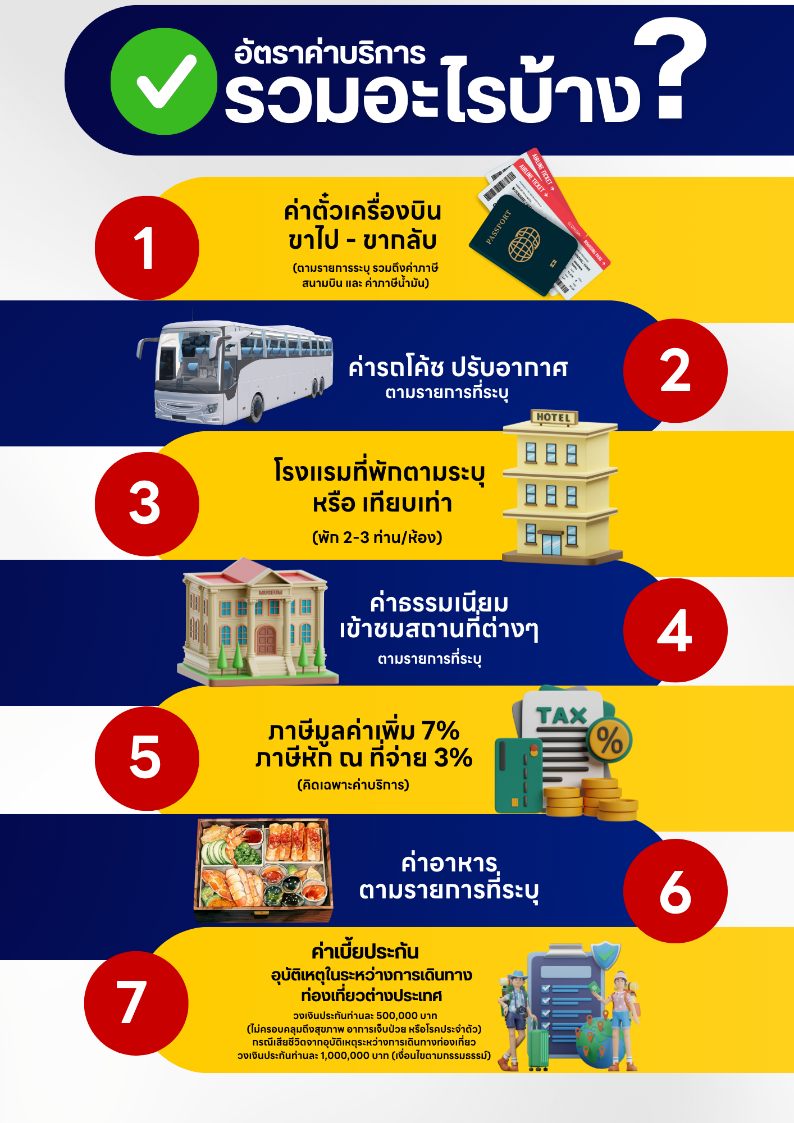 อัตราค่าบริการ
รวมอะไรบ้าง?
1
ค่าตั๋วเครื่องบิน
ขาไป - ขากลับ
(ตามรายการระบุ รวมถึงค่าภาษี
สนามบิน และ ค่าภาษีน้ำมัน)
PASSPORT
AIRLINE TICKET
AIRLINE TICKET
2
ค่ารถโค้ช ปรับอากาศ
ตามรายการที่ระบุ
3
โรงแรมที่พักตามระบุ
หรือ เทียบเท่า
(พัก 2-3 ท่าน/ห้อง)
HOTEL
4
ค่าธรรมเนียม
เข้าชมสถานที่ต่างๆ
ตามรายการที่ระบุ
MUSEUM
5
ภาษีมูลค่าเพิ่ม 7%
ภาษีหัก ณ ที่จ่าย 3%
(คิดเฉพาะค่าบริการ)
TAX
%
6
ค่าอาหาร
ตามรายการที่ระบุ
7
ค่าเบี้ยประกัน
อุบัติเหตุในระหว่างการเดินทาง
ท่องเที่ยวต่างประเทศ
วงเงินประกันท่านละ 500,000 บาท
(ไม่ครอบคลุมถึงสุขภาพ อาการเจ็บป่วย หรือโรคประจำตัว)
กรณีเสียชีวิตจากอุบัติเหตุระหว่างการเดินทางท่องเที่ยว
วงเงินประกันท่านละ 1,000,000 บาท (เงื่อนไขตามกรมธรรม์)